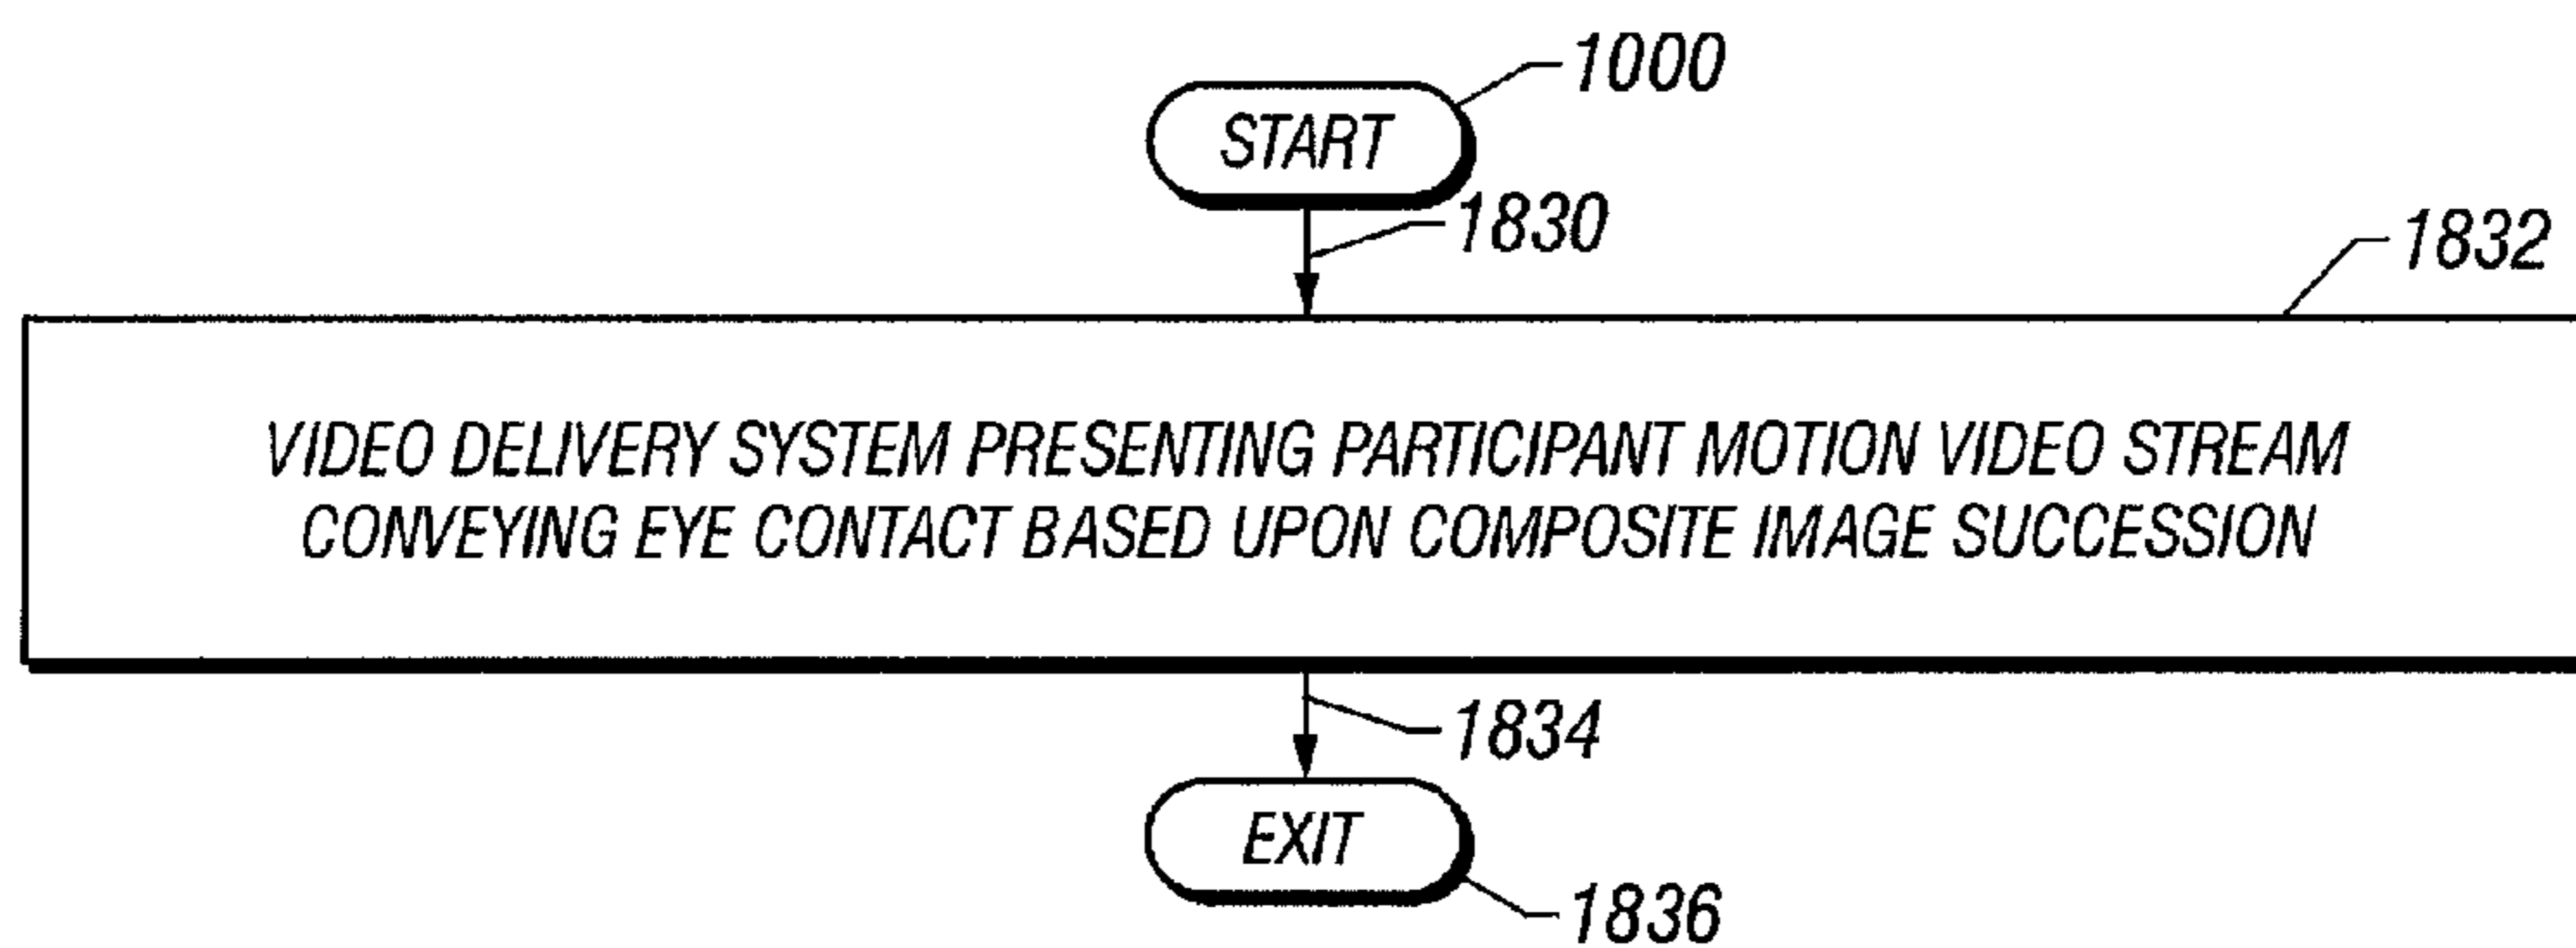 1000
START
1830
1832
VIDEO DELIVERY SYSTEM PRESENTING PARTICIPANT MOTION VIDEO STREAM
CONVEYING EYE CONTACT BASED UPON COMPOSITE IMAGE SUCCESSION
1834
EXIT
1836